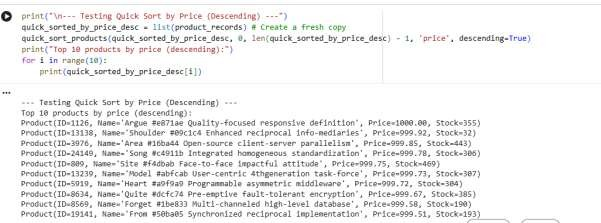 print("\n--- Testing Quick Sort by Price (Descending) ---")
quick_sorted_by_price_desc = list(product_records) # Create a fresh copy
quick_sort_products(quick_sorted_by_price_desc, 0, len(quick_sorted_by_price_desc) - 1, 'price', descending=True)
print("Top 10 products by price (descending):")
for i in range(10):
    print(quick_sorted_by_price_desc[i])
...
--- Testing Quick Sort by Price (Descending) ---
Top 10 products by price (descending):
Product(ID=1126, Name='Argue #e871ae Quality-focused responsive definition', Price=1000.00, Stock=355)
Product(ID=13138, Name='Shoulder #09c1c4 Enhanced reciprocal info-mediaries', Price=999.92, Stock=32)
Product(ID=3976, Name='Area #16ba44 Open-source client-server parallelism', Price=999.85, Stock=443)
Product(ID=24149, Name='Song #c49115 Integrated homogeneous standardization', Price=999.78, Stock=306)
Product(ID=809, Name='Site #f4dbab Face-to-face impactful attitude', Price=999.75, Stock=469)
Product(ID=13239, Name='Model #abfcab User-centric 4thgeneration task-force', Price=999.73, Stock=307)
Product(ID=5919, Name='Heart #a9f9a9 Programmable asymmetric middleware', Price=999.72, Stock=304)
Product(ID=8634, Name='Quite #dcfc74 Pre-emptive fault-tolerant encryption', Price=999.67, Stock=385)
Product(ID=8569, Name='Forget #1be833 Multi-channeled high-level database', Price=999.58, Stock=190)
Product(ID=19141, Name='From #50ba05 Synchronized reciprocal implementation', Price=999.51, Stock=193)